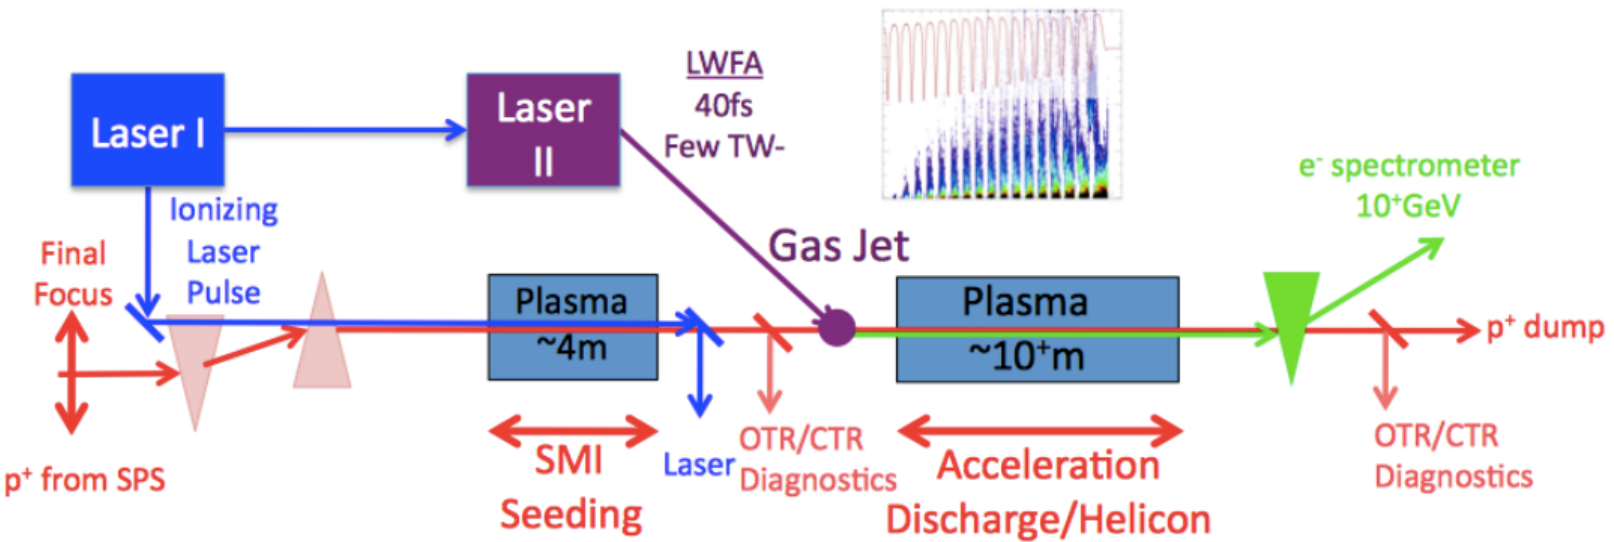 Laser I
Laser
II
LWFA
40fs
Few TW-
Ionizing
Laser
Pulse
Final
Focus
p⁺ from SPS
Plasma
~4m
SMI
Seeding
Laser
OTR/CTR
Diagnostics
Gas Jet
Plasma
~10⁺m
Acceleration
Discharge/Helicon
e⁻ spectrometer
10⁺GeV
p⁺ dump
OTR/CTR
Diagnostics